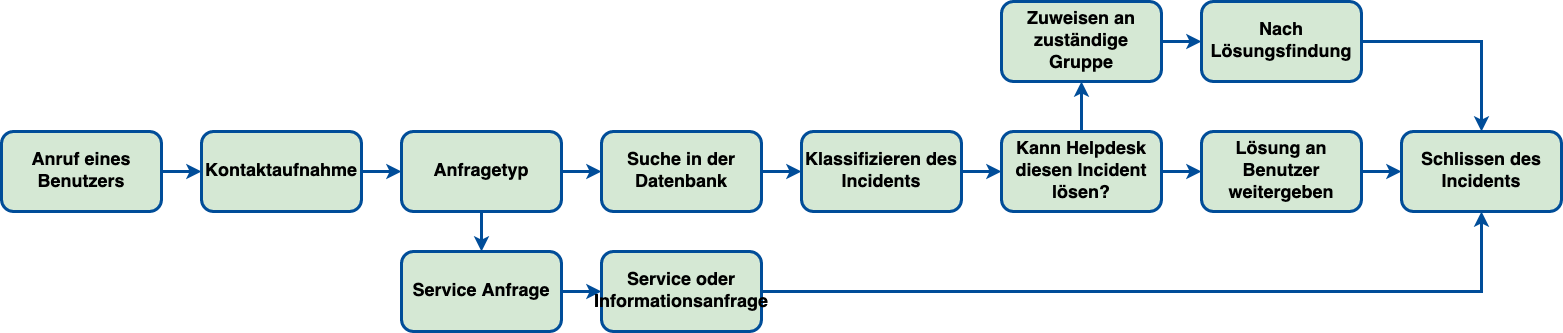 Zuweisen an
zuständige
Gruppe
Nach
Lösungsfindung
Anruf eines
Benutzers
Kontaktaufnahme
Anfragetyp
Suche in der
Datenbank
Klassifizieren des
Incidents
Kann Helpdesk
diesen Incident
lösen?
Lösung an
Benutzer
weitergeben
Schlissen des
Incidents
Service Anfrage
Service oder
Informationsanfrage